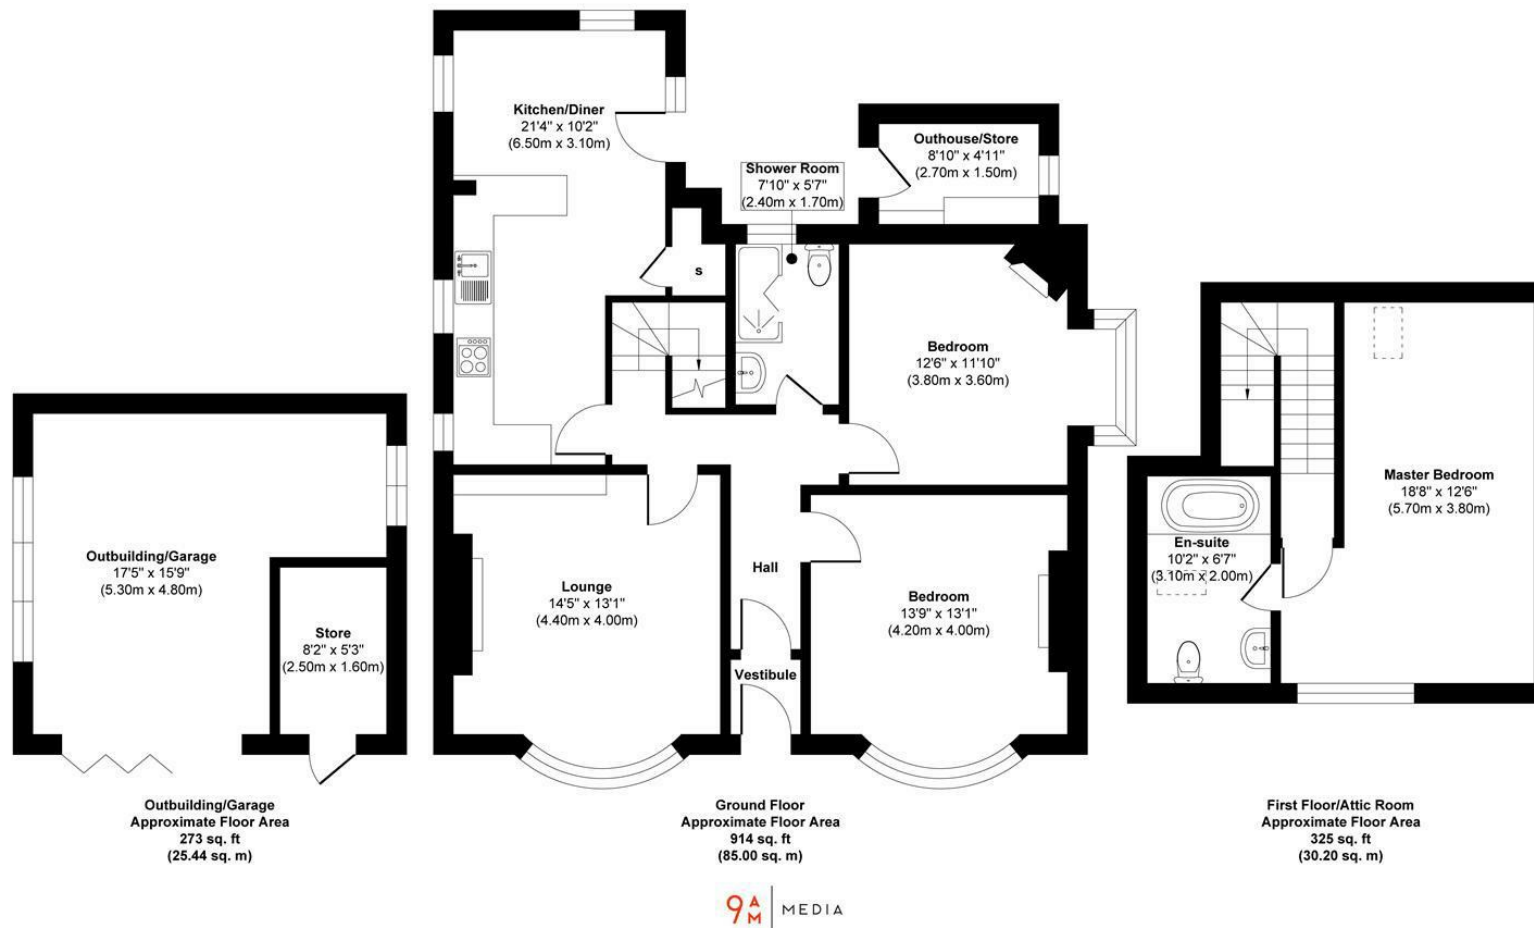 Kitchen/Diner
21'4" x 10'2"
(6.50m x 3.10m)
Outhouse/Store
8'10" x 4'11"
(2.70m x 1.50m)
Shower Room
7'10" x 5'7"
(2.40m x 1.70m)
s
Bedroom
12'6" x 11'10"
(3.80m x 3.60m)
Master Bedroom
18'8" x 12'6"
(5.70m x 3.80m)
En-suite
10'2" x 6'7"
(3.10m x 2.00m)
Outbuilding/Garage
17'5" x 15'9"
(5.30m x 4.80m)
Store
8'2" x 5'3"
(2.50m x 1.60m)
Lounge
14'5" x 13'1"
(4.40m x 4.00m)
Hall
Bedroom
13'9" x 13'1"
(4.20m x 4.00m)
Vestibule
Outbuilding/Garage
Approximate Floor Area
273 sq. ft
(25.44 sq. m)
Ground Floor
Approximate Floor Area
914 sq. ft
(85.00 sq. m)
First Floor/Attic Room
Approximate Floor Area
325 sq. ft
(30.20 sq. m)
9AM MEDIA